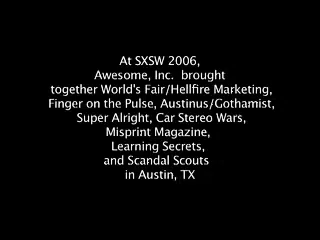 At SXSW 2006,
Awesome, Inc. brought
together World's Fair/Hellfire Marketing,
Finger on the Pulse, Austinus/Gothamist,
Super Alright, Car Stereo Wars,
Misprint Magazine,
Learning Secrets,
and Scandal Scouts
in Austin, TX